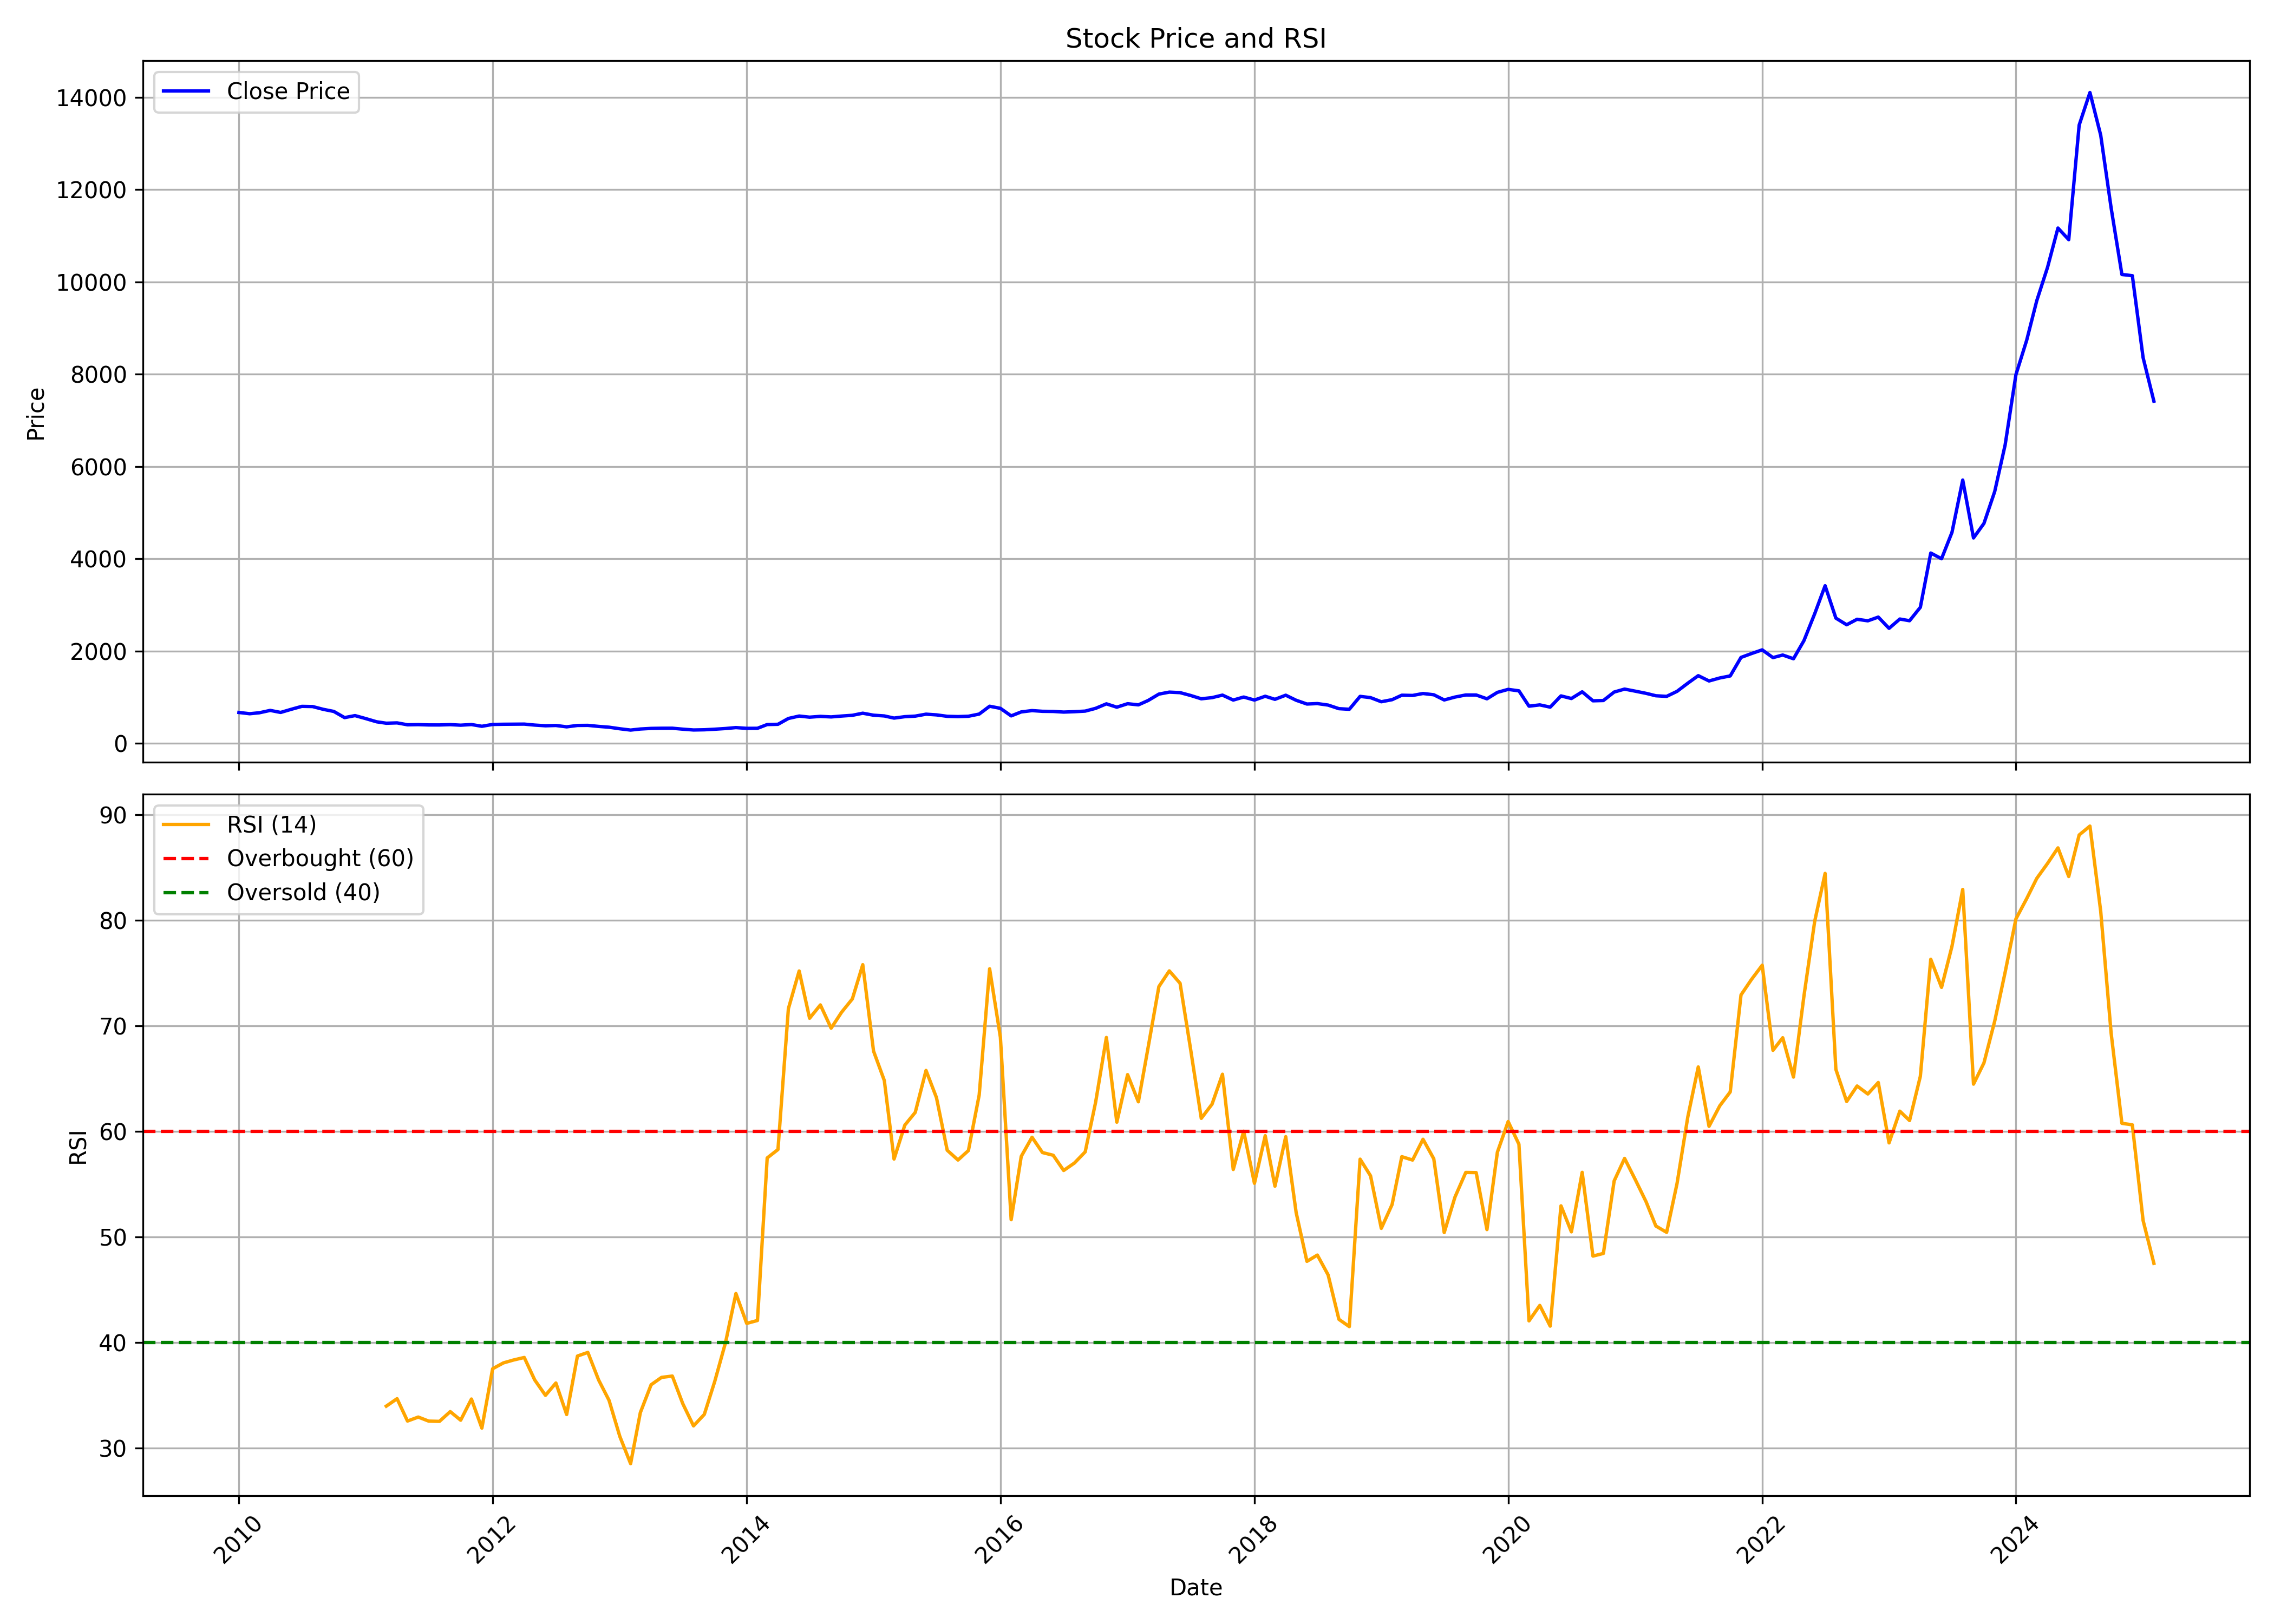 Stock Price and RSI
Close Price
14000
12000
10000
8000
6000
4000
2000
0
Price
RSI (14)
Overbought (60)
Oversold (40)
90
80
70
60
50
40
30
RSI
2010 2012 2014 2016 2018 2020 2022 2024
Date